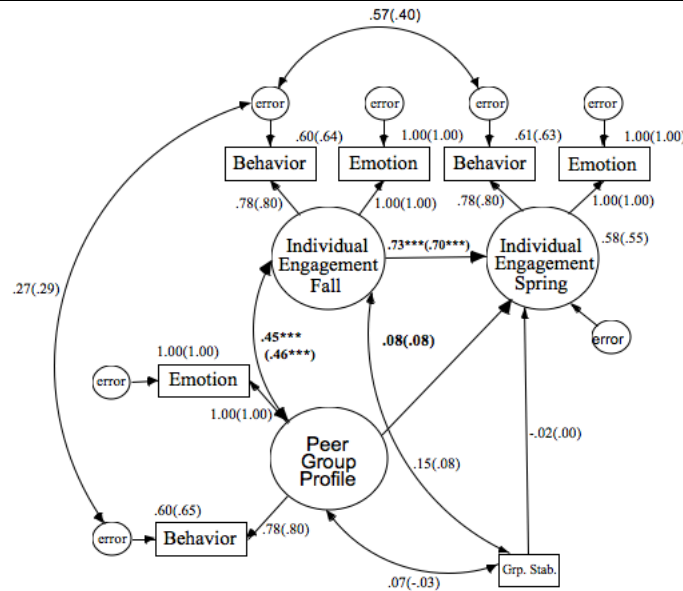 .57(.40)
error
error
error
error
.60(.64)
1.00(1.00)
.61(.63)
1.00(1.00)
Behavior
Emotion
Behavior
Emotion
.78(.80)
1.00(1.00)
.78(.80)
1.00(1.00)
Individual
Engagement
Fall
.73***(.70***)
Individual
Engagement
Spring
.58(.55)
.27(.29)
.45***
(.46***)
.08(.08)
error
1.00(1.00)
error
Emotion
1.00(1.00)
Peer
Group
Profile
-.02(.00)
.15(.08)
.60(.65)
error
Behavior
.78(.80)
Grp. Stab.
.07(-.03)